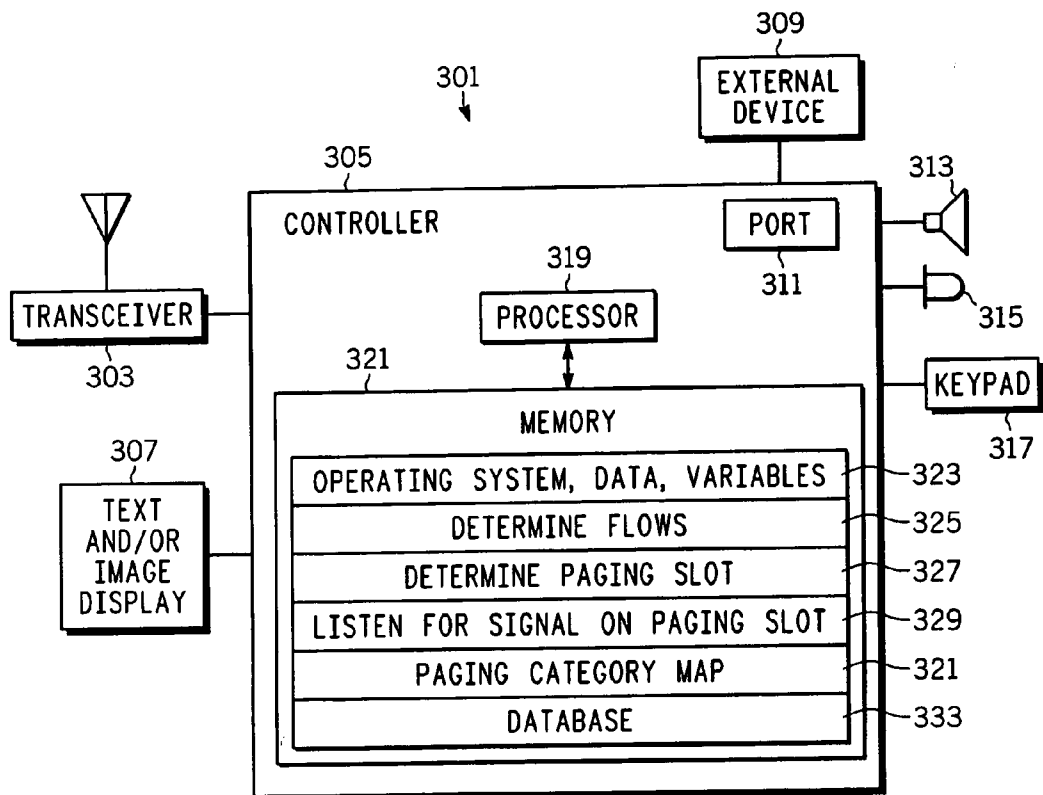 309
301
EXTERNAL
DEVICE
305
313
CONTROLLER
PORT
311
319
315
TRANSCEIVER
303
PROCESSOR
321
KEYPAD
317
MEMORY
307
TEXT
AND/OR
IMAGE
DISPLAY
OPERATING SYSTEM, DATA, VARIABLES 323
DETERMINE FLOWS 325
DETERMINE PAGING SLOT 327
LISTEN FOR SIGNAL ON PAGING SLOT 329
PAGING CATEGORY MAP 321
DATABASE 333